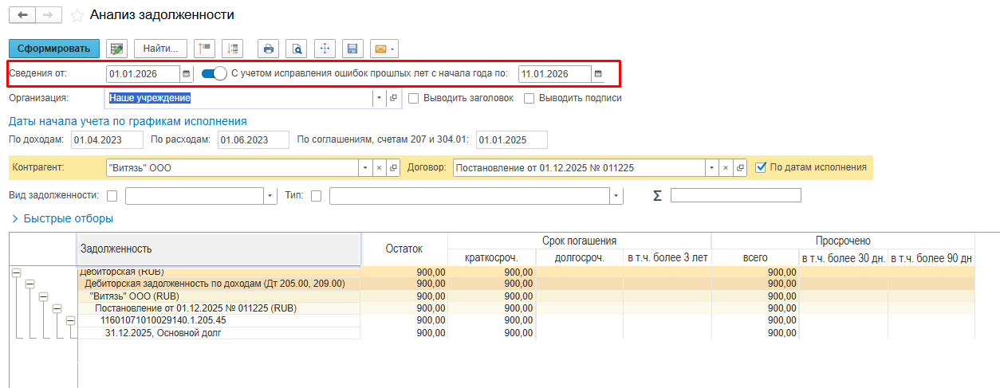 Анализ задолженности
Сформировать Найти...
Сведения от: 01.01.2026 С учетом исправления ошибок прошлых лет с начала года по: 11.01.2026
Организация: Наше учреждение Выводить заголовок Выводить подписи
Даты начала учета по графикам исполнения
По доходам: 01.04.2023 По расходам: 01.06.2023 По соглашениям, счетам 207 и 304.01: 01.01.2025
Контрагент: "Витязь" ООО Договор: Постановление от 01.12.2025 № 011225 По датам исполнения
Вид задолженности: Тип: Σ
Быстрые отборы
Задолженность Остаток Срок погашения Просрочено
краткосроч. долгосроч. в т.ч. более 3 лет всего в т.ч. более 30 дн. в т.ч. более 90 дн
Дебиторская (RUB) 900,00 900,00 900,00
Дебиторская задолженность по доходам (Дт 205.00, 209.00) 900,00 900,00 900,00
"Витязь" ООО (RUB) 900,00 900,00 900,00
Постановление от 01.12.2025 № 011225 (RUB) 900,00 900,00 900,00
11601071010029140.1.205.45 900,00 900,00 900,00
31.12.2025, Основной долг 900,00 900,00 900,00